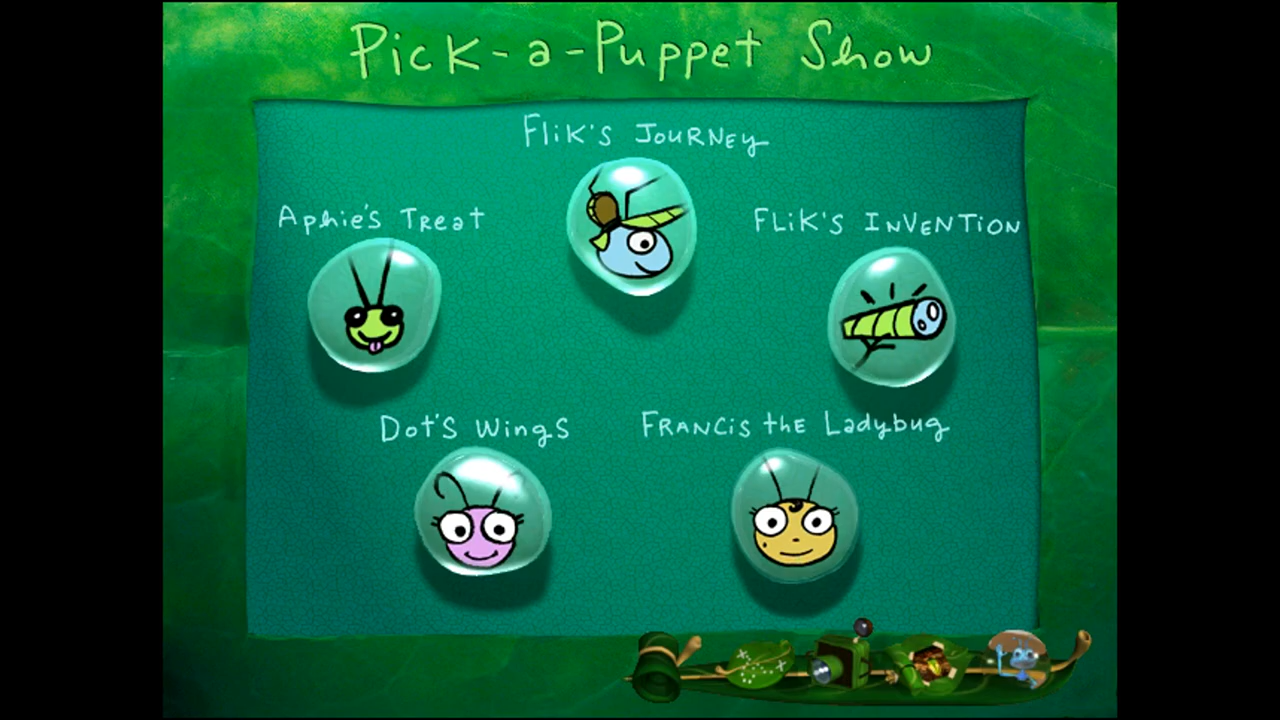 Pick-a-Puppet Show
Flik's Journey
Aphie's Treat
Flik's Invention
Dot's Wings
Francis the Ladybug